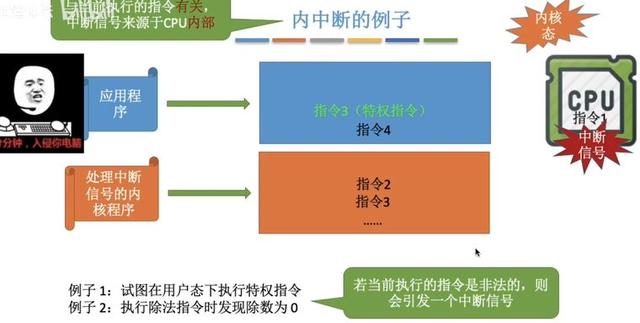 与当前执行的指令有关,
中断信号来源于CPU内部
内中断的例子
内核
态
应用程
序
指令3（特权指令）
指令4
CPU
指令1
中断
信号
分钟，入侵你电脑
处理中断
信号的内
核程序
指令2
指令3
......
例子 1：试图在用户态下执行特权指令
例子 2：执行除法指令时发现除数为 0
若当前执行的指令是非法的，则
会引发一个中断信号